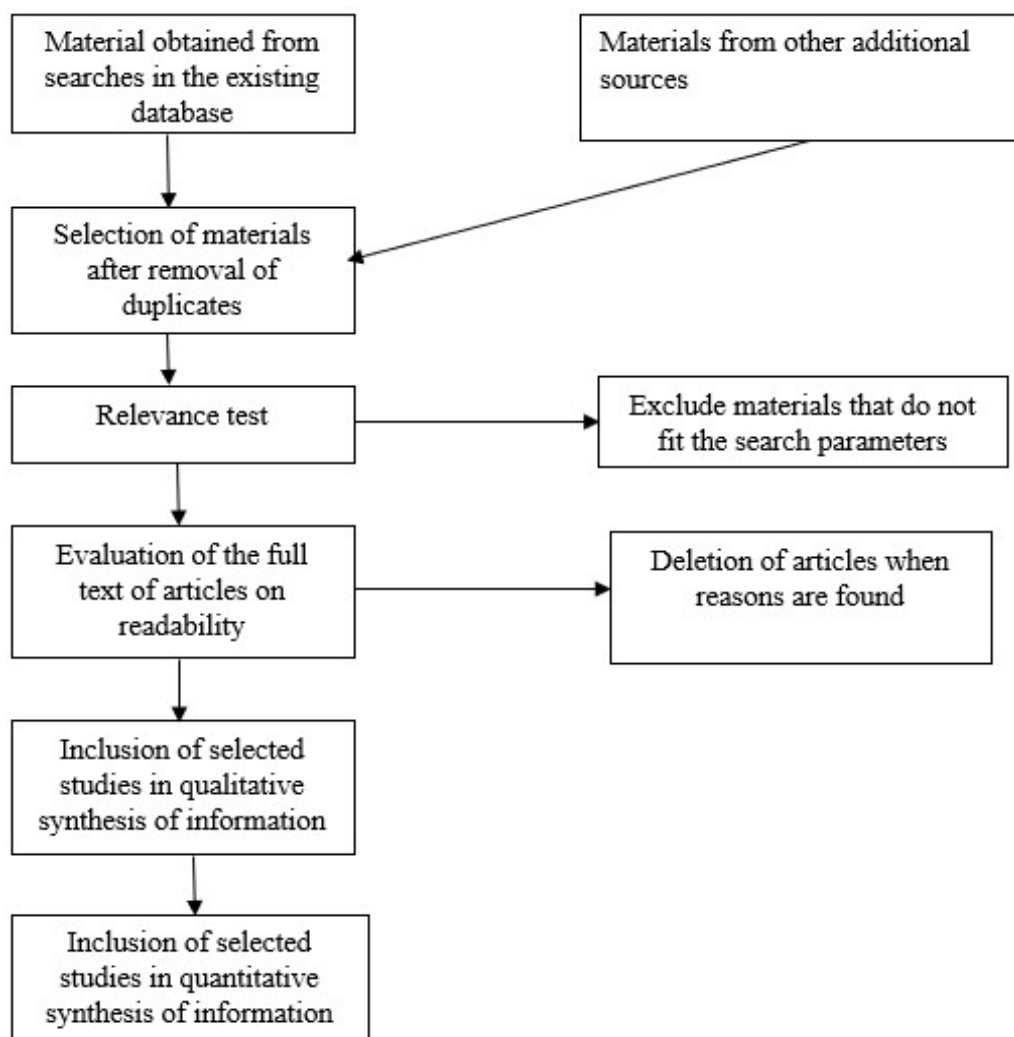 Material obtained from
searches in the existing
database
Materials from other additional
sources
Selection of materials
after removal of
duplicates
Relevance test
Exclude materials that do not
fit the search parameters
Evaluation of the full
text of articles on
readability
Deletion of articles when
reasons are found
Inclusion of selected
studies in qualitative
synthesis of information
Inclusion of selected
studies in quantitative
synthesis of information